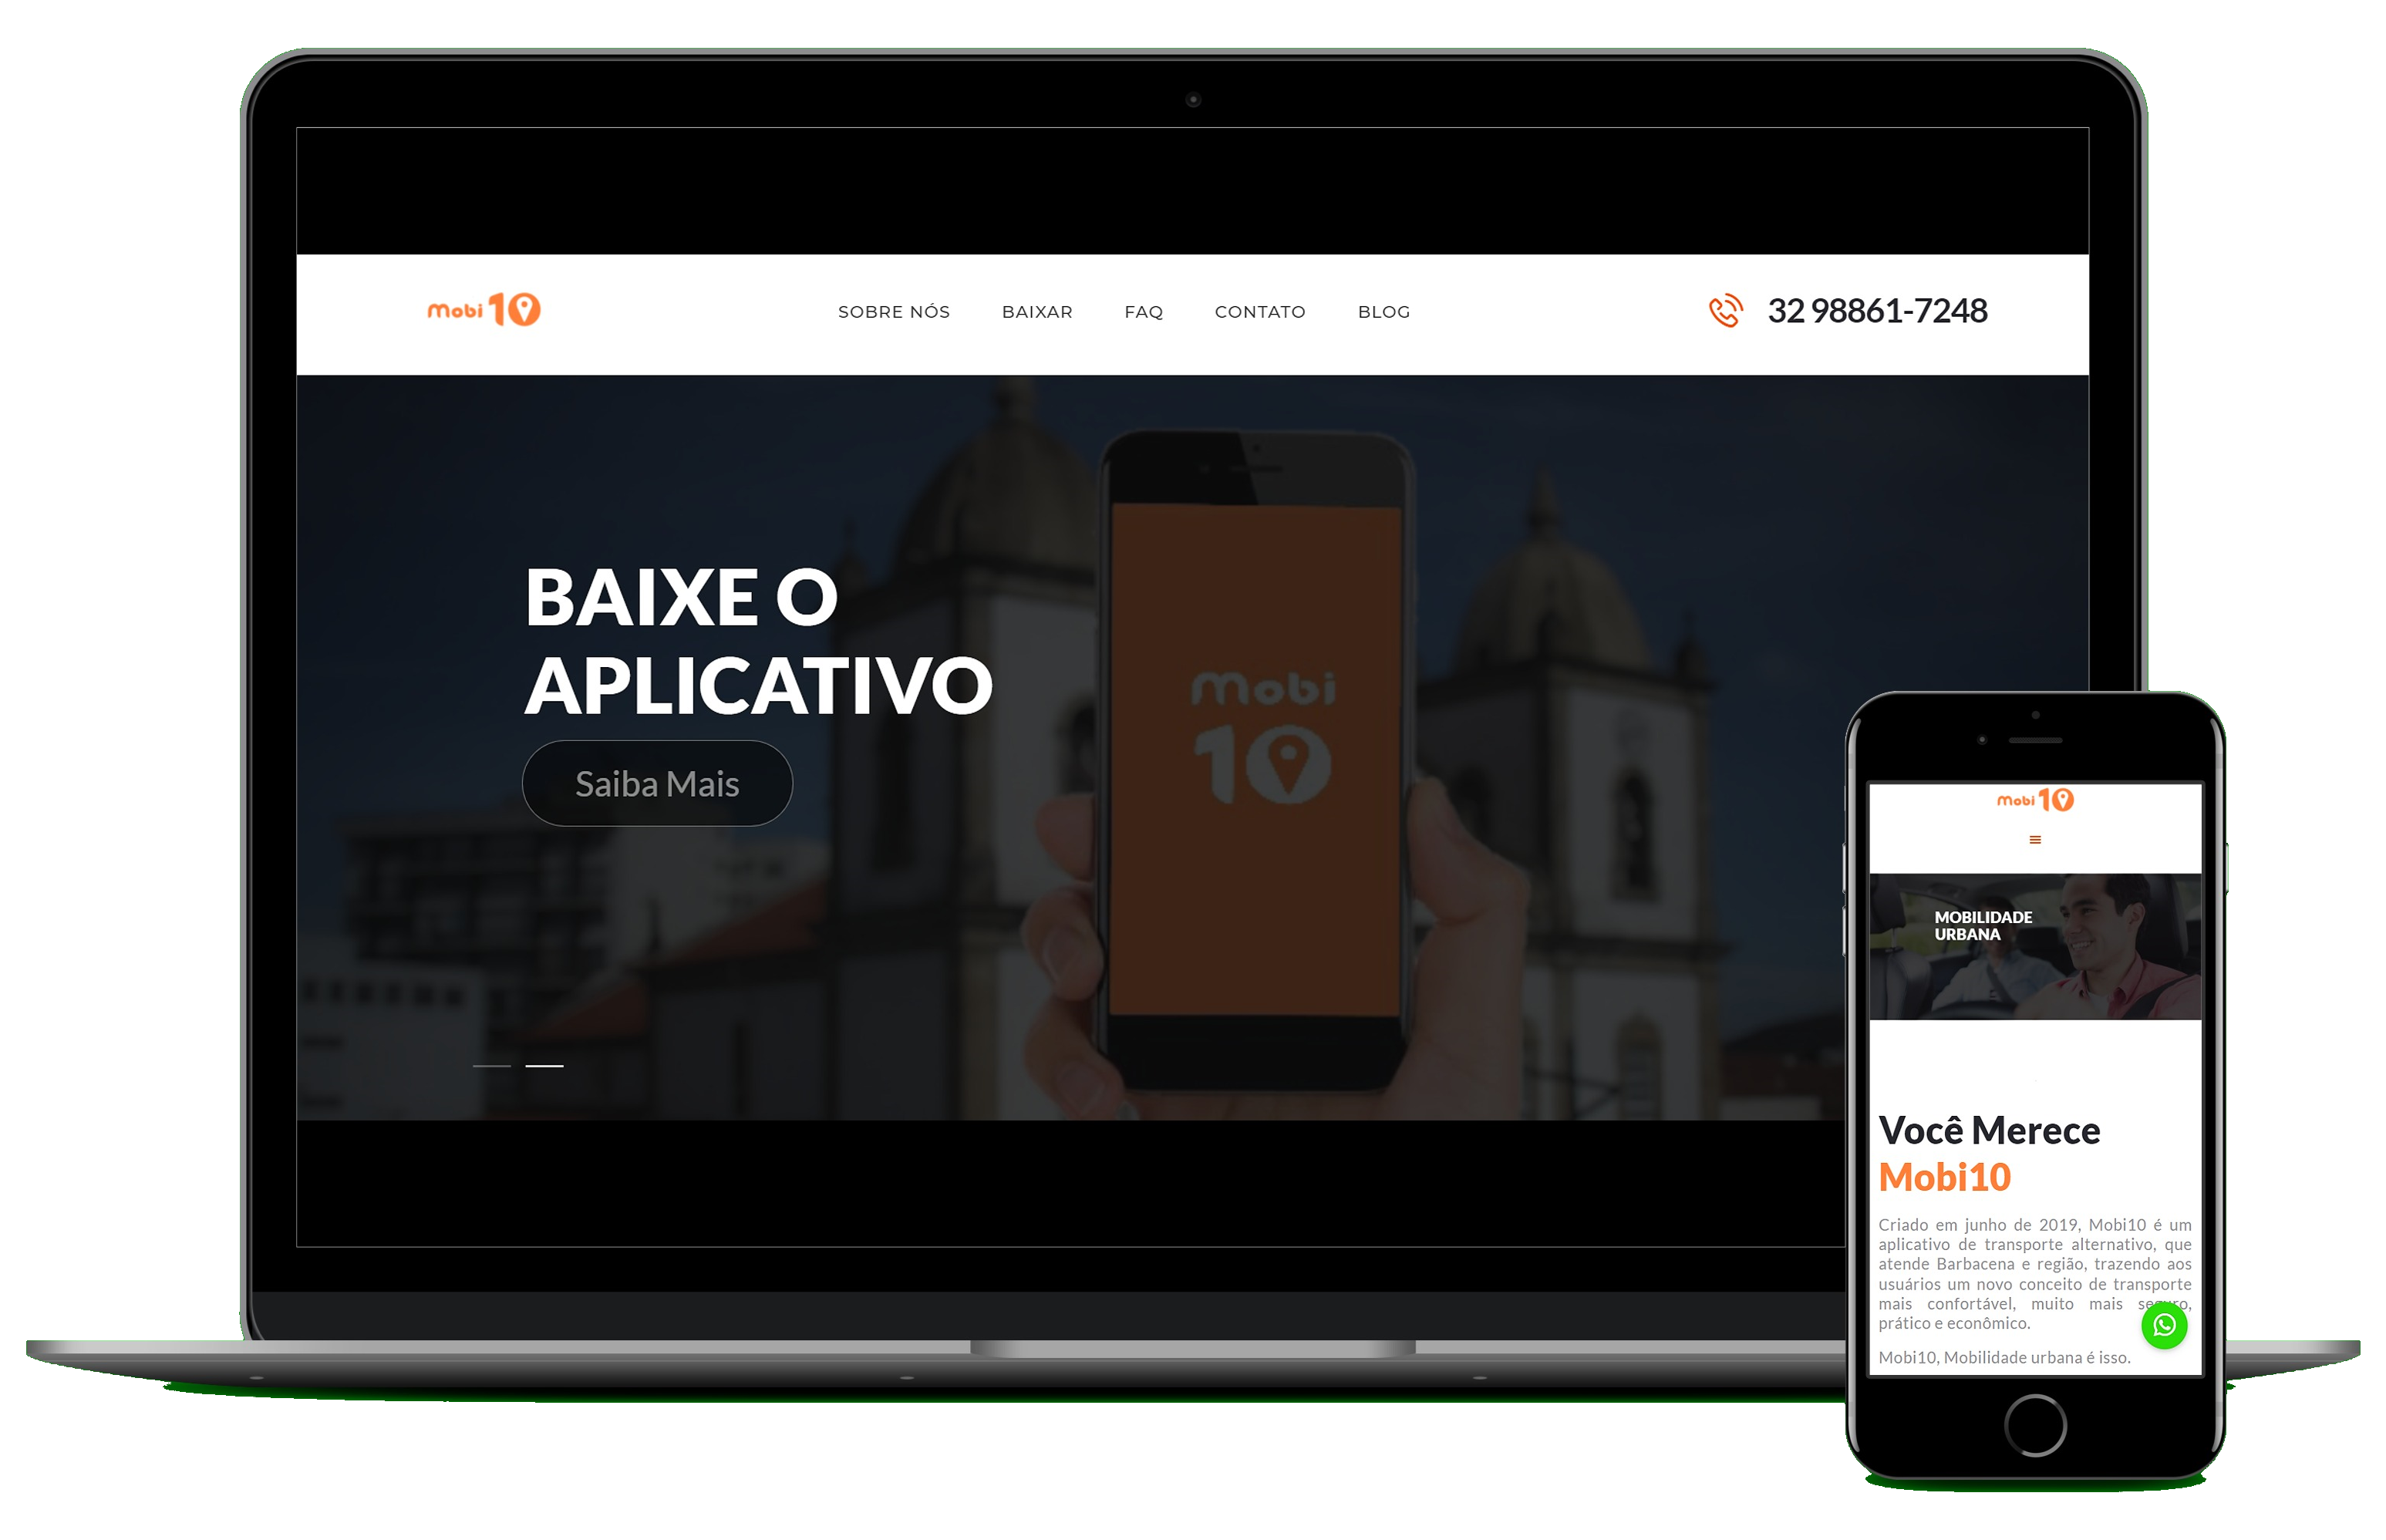 mobi 10
SOBRE NÓS BAIXAR FAQ CONTATO BLOG
32 98861-7248
BAIXE O
APLICATIVO
Saiba Mais
mobi
10
mobi 10
MOBILIDADE
URBANA
Você Merece
Mobi10
Criado em junho de 2019, Mobi10 é um
aplicativo de transporte alternativo, que
atende Barbacena e região, trazendo aos
usuários um novo conceito de transporte
mais confortável, muito mais seguro,
prático e econômico.
Mobi10, Mobilidade urbana é isso.